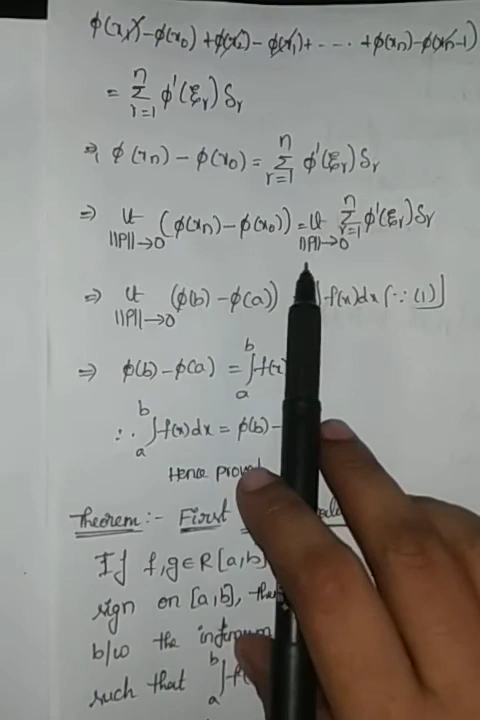 ϕ(x₁) - ϕ(x₀) + ϕ(x₂) - ϕ(x₁) + ..... + ϕ(xₙ) - ϕ(xₙ₋₁)
= Σ_{r=1}^{n} ϕ'(ξᵣ) δᵣ
⇒ ϕ(xₙ) - ϕ(x₀) = Σ_{r=1}^{n} ϕ'(ξᵣ) δᵣ
⇒ lt_{||P||→0} (ϕ(xₙ) - ϕ(x₀)) = lt_{||P||→0} Σ_{r=1}^{n} ϕ'(ξᵣ) δᵣ
⇒ lt_{||P||→0} (ϕ(b) - ϕ(a)) ∫ f(x)dx [∵ (1)]
⇒ ϕ(b) - ϕ(a) = ∫_a^b f(x)
∴ ∫_a^b f(x)dx = ϕ(b) -
Hence proved
Theorem :- First
If f, g ∈ R[a, b]
sign on [a, b], then
b/w the infimum
such that ∫_a^b f(